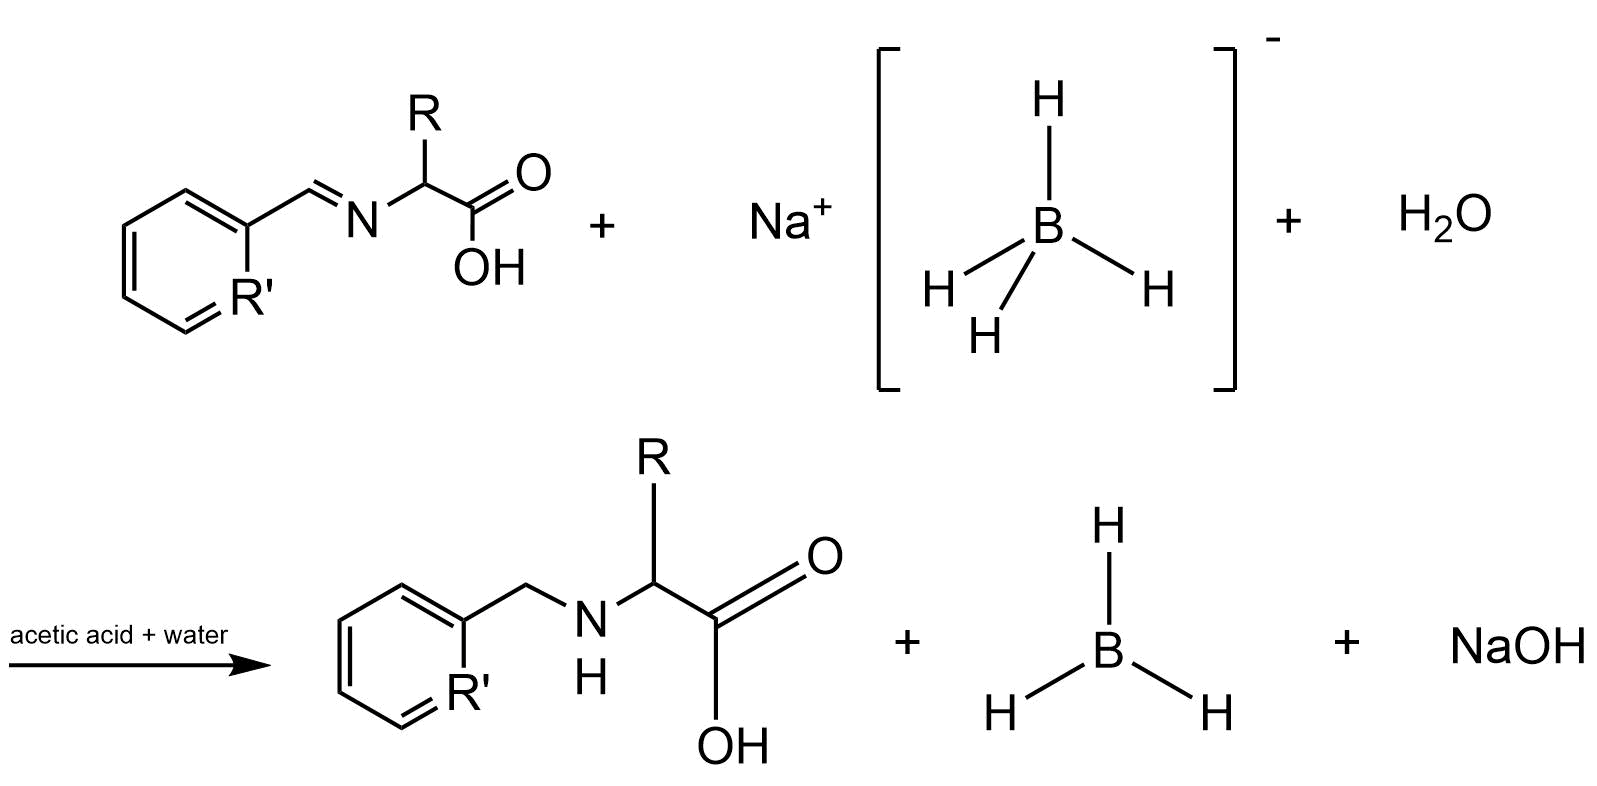 R
N
O
OH
R'
+
Na+
[
H
B
H
H
H
]-
+
H2O
acetic acid + water
R
N
H
O
OH
R'
+
H
B
H
H
+
NaOH